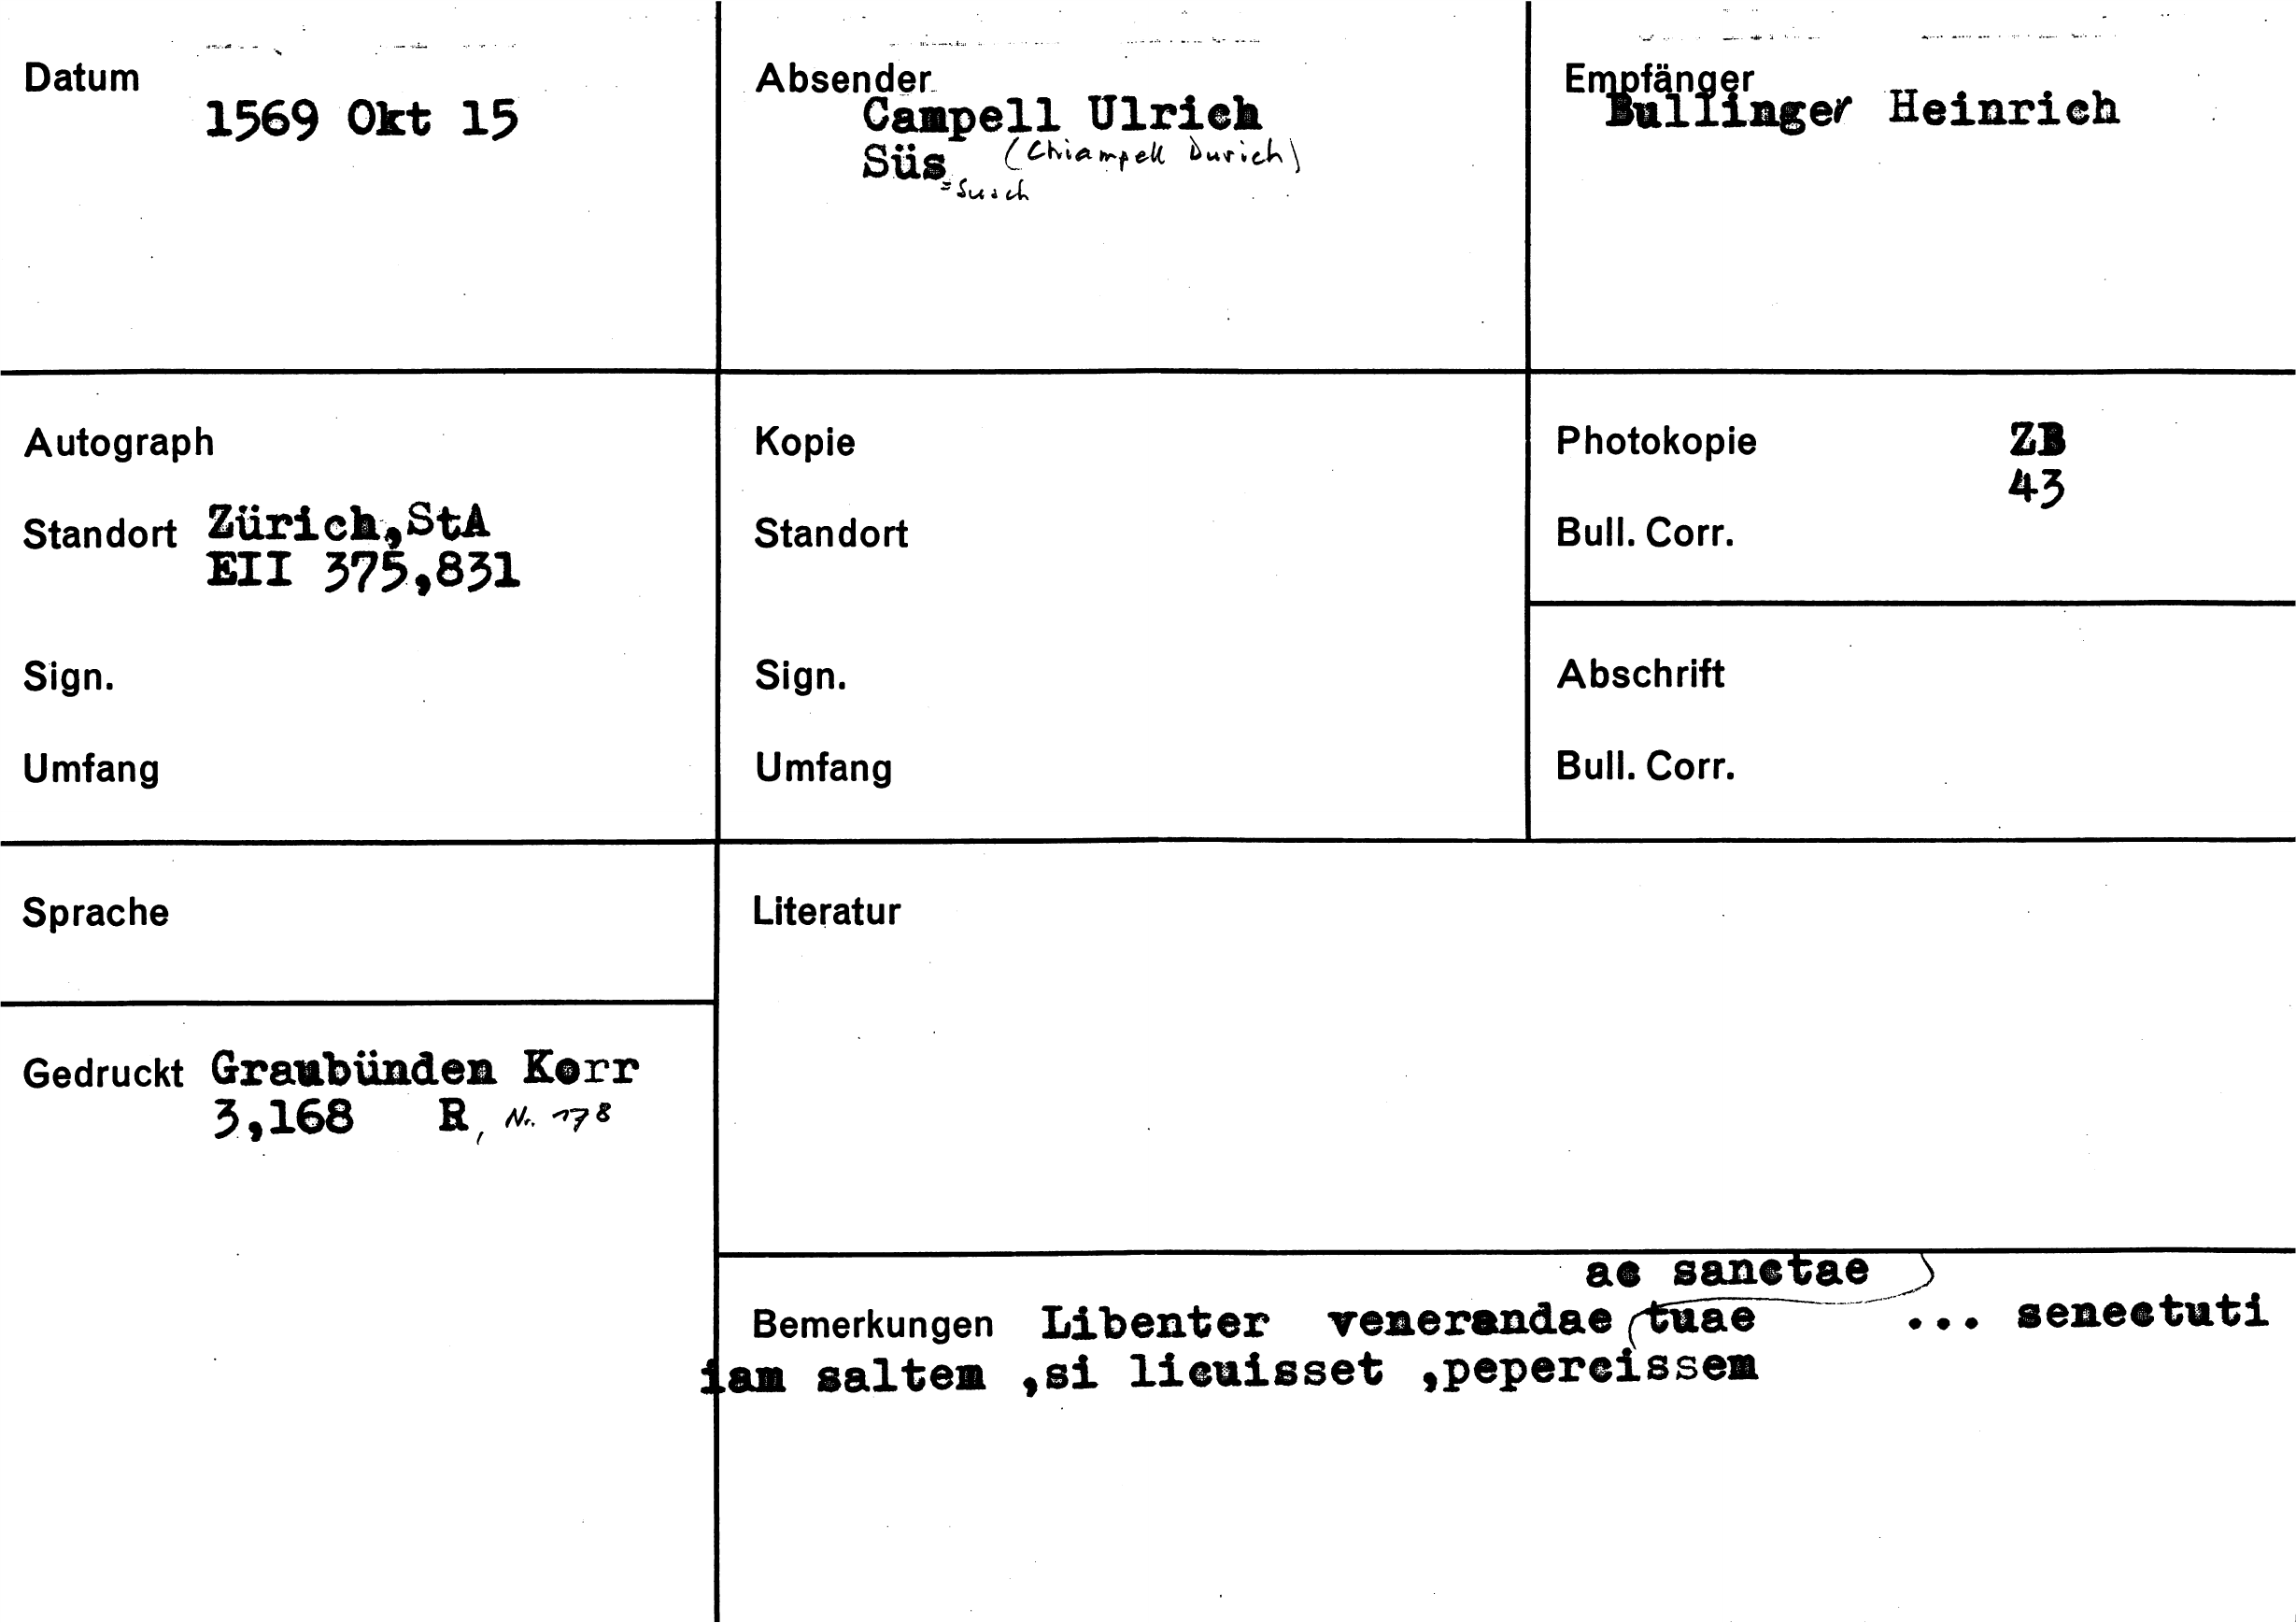 Datum
1569 Okt 15
Absender
Campell Ulrich
(Chiampell Durich)
Süs
= Susch
Empfänger
Bullinger Heinrich
Autograph
Standort Zürich,StA
EII 375,831
Sign.
Umfang
Kopie
Standort
Sign.
Umfang
Photokopie ZB
43
Bull. Corr.
Abschrift
Bull. Corr.
Sprache
Gedruckt Graubünden Korr
3,168 R, Nr. 178
Literatur
ac sanctae
Bemerkungen Libenter venerandae tuae ... senectuti
iam saltem ,si licuisset ,pepercissem